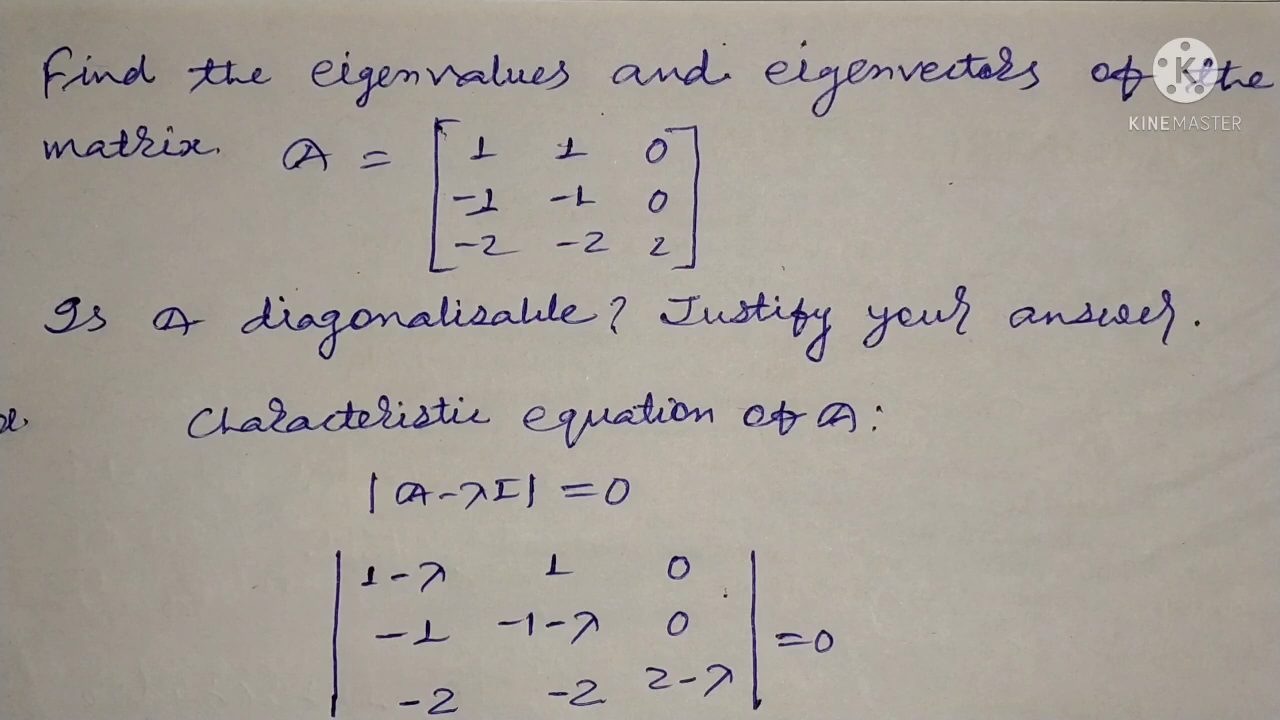 Find the eigenvalues and eigenvectors of the
matrix. A = [ 1 1 0
-1 -1 0
-2 -2 2 ]
Is A diagonalisable? Justify your answer.
Characteristic equation of A:
|A-λI| = 0
| 1-λ 1 0
-1 -1-λ 0
-2 -2 2-λ | =0
K
KINEMASTER